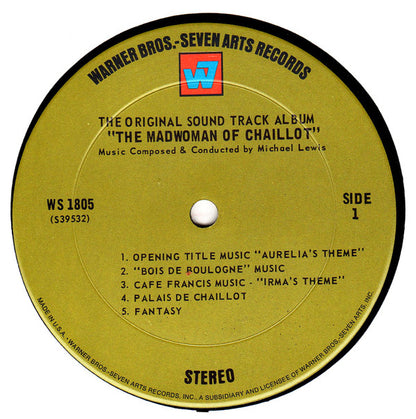 WARNER BROS.-SEVEN ARTS RECORDS
W7
THE ORIGINAL SOUND TRACK ALBUM
"THE MADWOMAN OF CHAILLOT"
Music Composed & Conducted by Michael Lewis
WS 1805
(S39532)
SIDE
1
1. OPENING TITLE MUSIC "AURELIA'S THEME"
2. "BOIS DE BOULOGNE" MUSIC
3. CAFE FRANCIS MUSIC - "IRMA'S THEME"
4. PALAIS DE CHAILLOT
5. FANTASY
STEREO
MADE IN U.S.A. • WARNER BROS.-SEVEN ARTS RECORDS, INC., A SUBSIDIARY AND LICENSEE OF WARNER BROS.-SEVEN ARTS, INC.